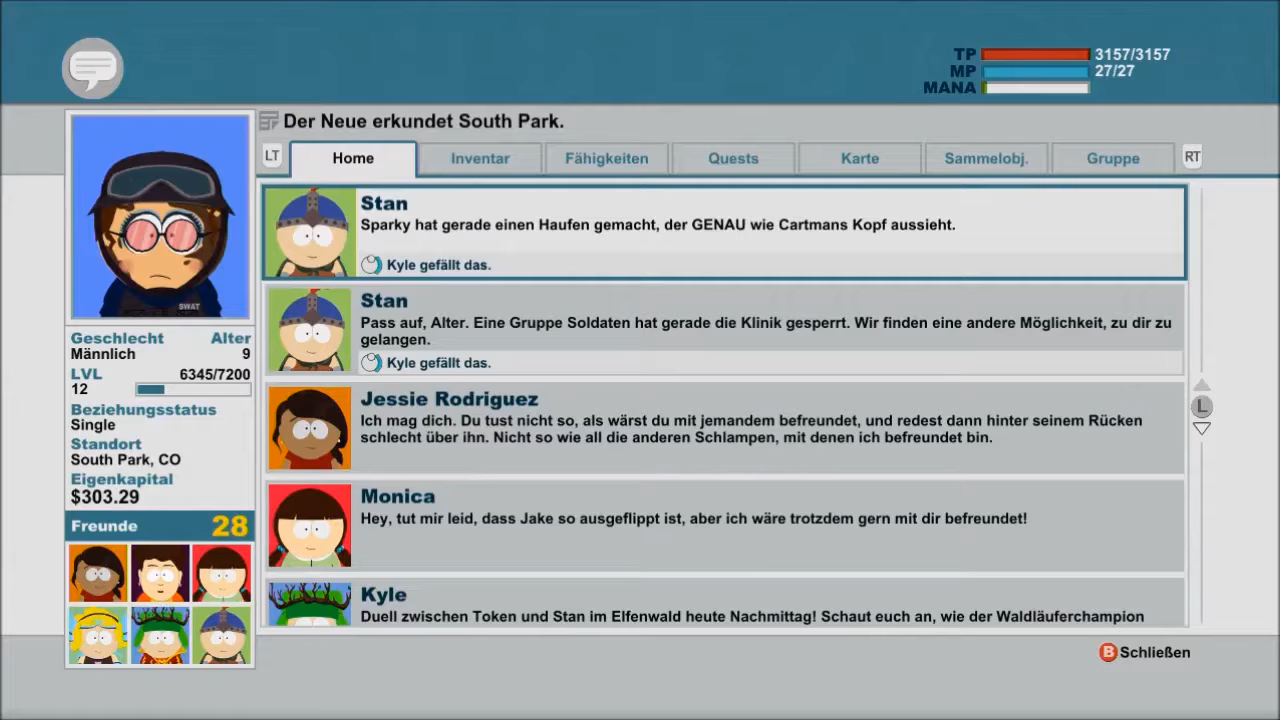 TP 3157/3157
MP 27/27
MANA
Der Neue erkundet South Park.
LT Home Inventar Fähigkeiten Quests Karte Sammelobj. Gruppe RT
SWAT
Geschlecht Alter
Männlich 9
LVL 6345/7200
12
Beziehungsstatus
Single
Standort
South Park, CO
Eigenkapital
$303.29
Freunde 28
Stan
Sparky hat gerade einen Haufen gemacht, der GENAU wie Cartmans Kopf aussieht.
Kyle gefällt das.
Stan
Pass auf, Alter. Eine Gruppe Soldaten hat gerade die Klinik gesperrt. Wir finden eine andere Möglichkeit, zu dir zu
gelangen.
Kyle gefällt das.
Jessie Rodriguez
Ich mag dich. Du tust nicht so, als wärst du mit jemandem befreundet, und redest dann hinter seinem Rücken
schlecht über ihn. Nicht so wie all die anderen Schlampen, mit denen ich befreundet bin.
Monica
Hey, tut mir leid, dass Jake so ausgeflippt ist, aber ich wäre trotzdem gern mit dir befreundet!
Kyle
Duell zwischen Token und Stan im Elfenwald heute Nachmittag! Schaut euch an, wie der Waldläuferchampion
L
B Schließen